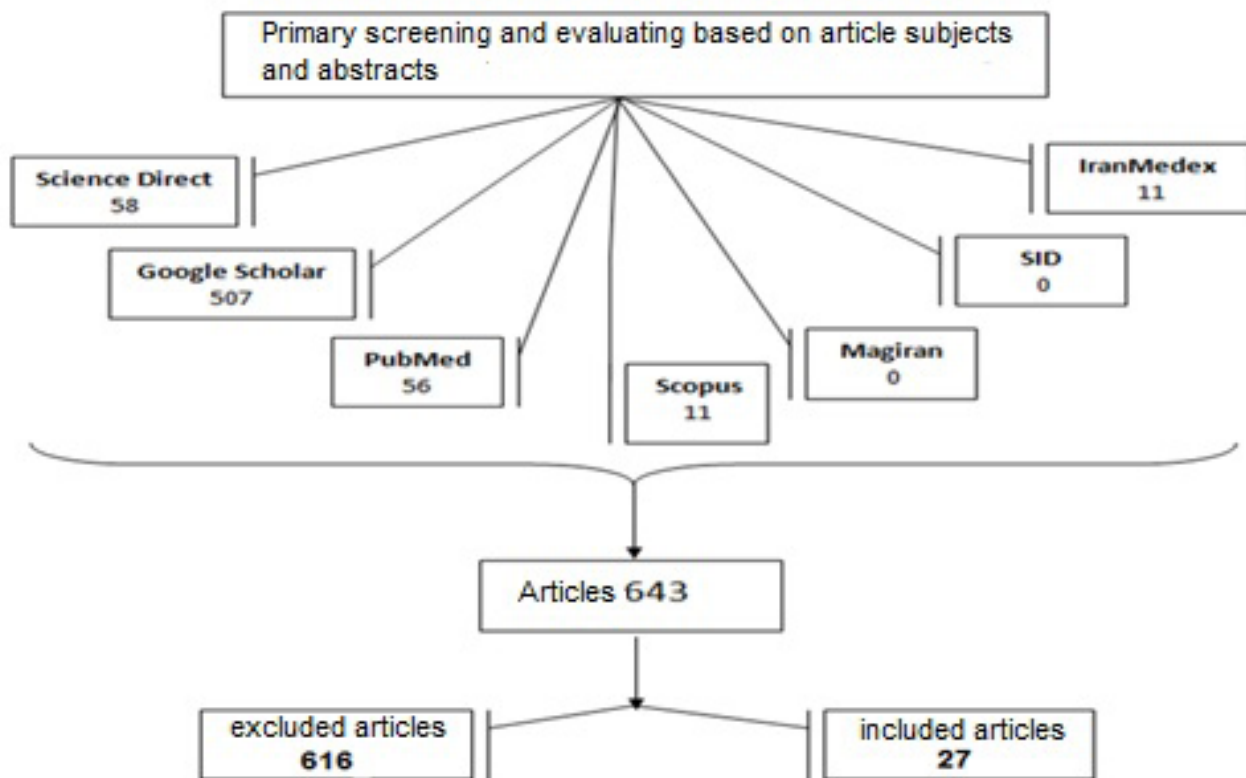 Primary screening and evaluating based on article subjects
and abstracts
Science Direct
58
Google Scholar
507
PubMed
56
Scopus
11
Magiran
0
SID
0
IranMedex
11
Articles 643
excluded articles
616
included articles
27